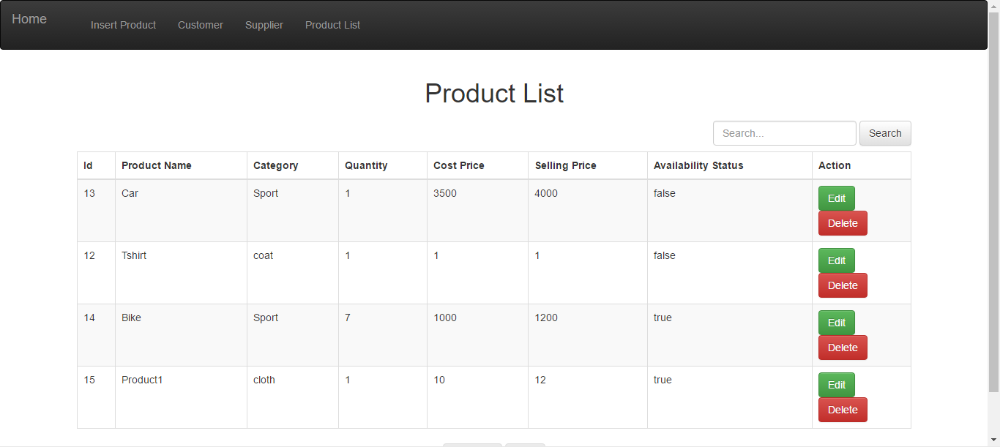 Home Insert Product Customer Supplier Product List
Product List
Search... Search
Id Product Name Category Quantity Cost Price Selling Price Availability Status Action
13 Car Sport 1 3500 4000 false Edit
Delete
12 Tshirt coat 1 1 1 false Edit
Delete
14 Bike Sport 7 1000 1200 true Edit
Delete
15 Product1 cloth 1 10 12 true Edit
Delete